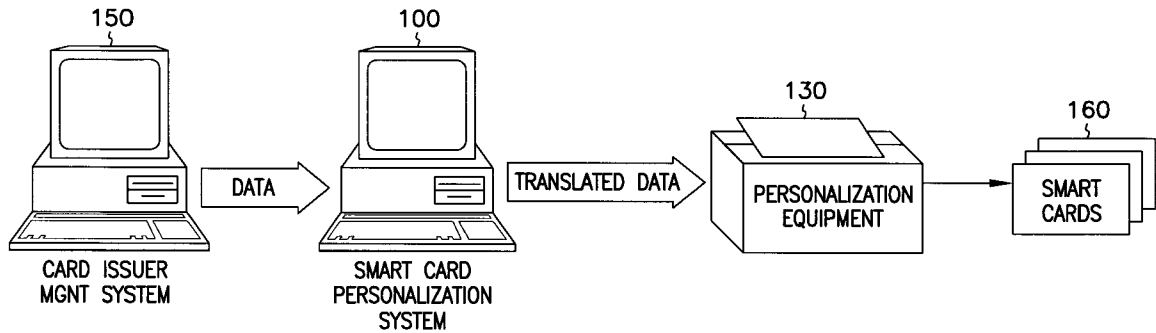 150
100
130
160
DATA
TRANSLATED DATA
PERSONALIZATION
EQUIPMENT
SMART
CARDS
CARD ISSUER
MGNT SYSTEM
SMART CARD
PERSONALIZATION
SYSTEM